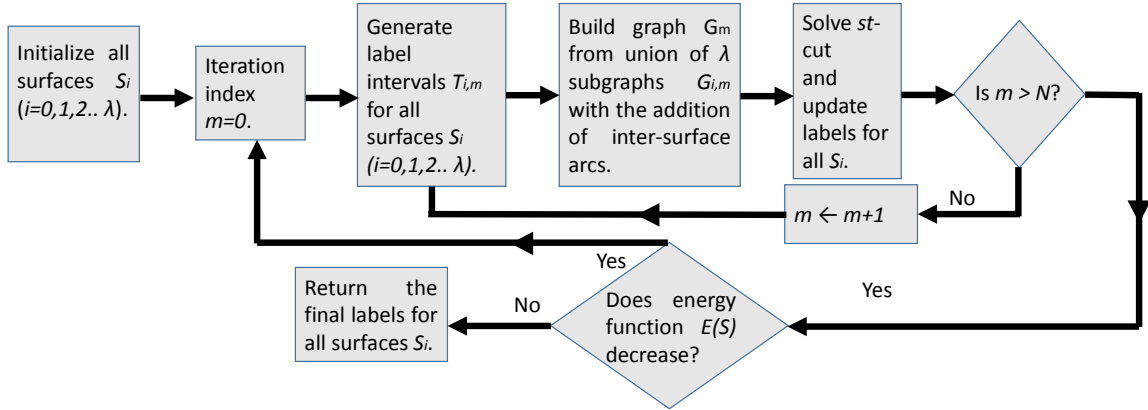 Initialize all
surfaces Si
(i=0,1,2.. λ).
Iteration
index
m=0.
Generate
label
intervals Ti,m
for all
surfaces Si
(i=0,1,2.. λ).
Build graph Gm
from union of λ
subgraphs Gi,m
with the addition
of inter-surface
arcs.
Solve st-
cut
and
update
labels for
all Si.
Is m > N?
No
m ← m+1
Yes
Does energy
function E(S)
decrease?
Yes
No
Return the
final labels for
all surfaces Si.